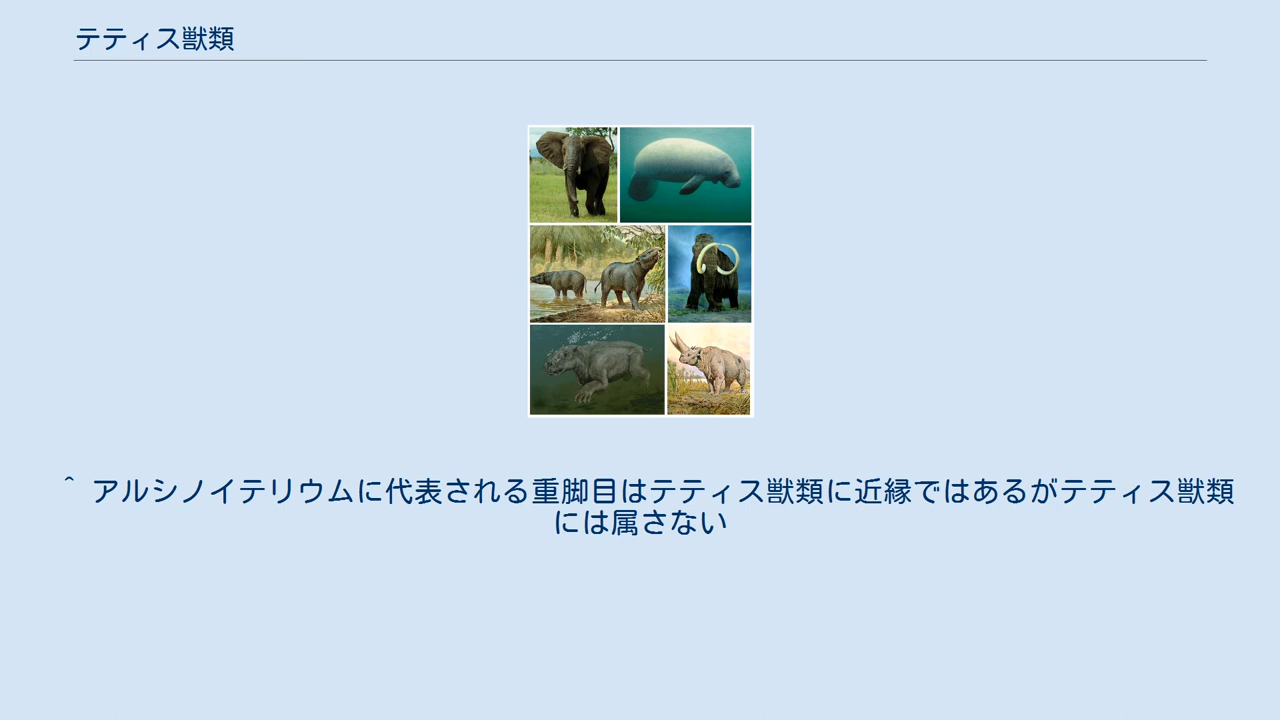 テティス獣類
^ アルシノイテリウムに代表される重脚目はテティス獣類に近縁ではあるがテティス獣類
には属さない